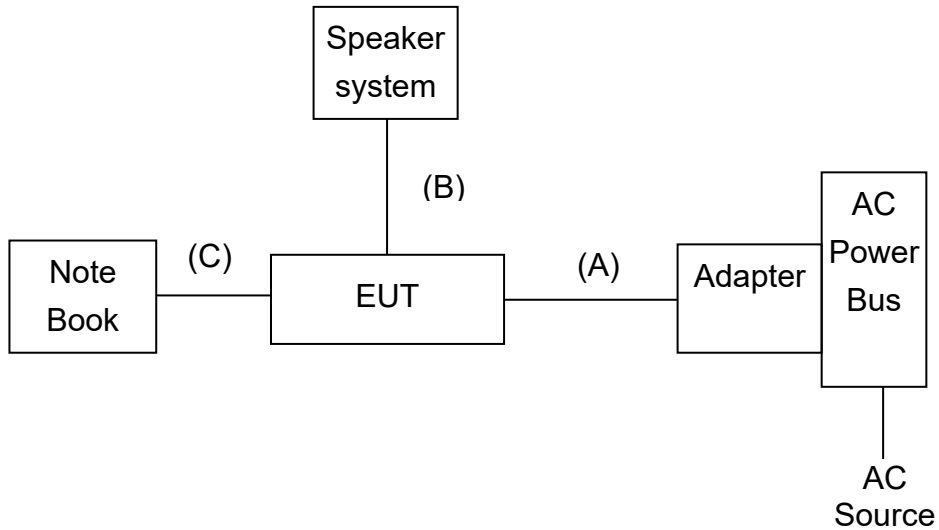 Speaker
system
(B)
AC
Power
Bus
Note
Book
(C)
EUT
(A)
Adapter
AC
Source